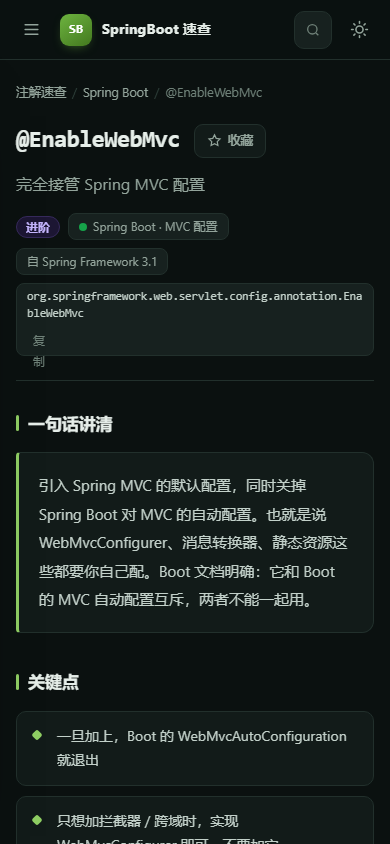 SB SpringBoot 速查
注解速查 / Spring Boot / @EnableWebMvc
@EnableWebMvc 收藏
完全接管 Spring MVC 配置
进阶 Spring Boot · MVC 配置
自 Spring Framework 3.1
org.springframework.web.servlet.config.annotation.Ena
bleWebMvc
复
制
一句话讲清
引入 Spring MVC 的默认配置，同时关掉
Spring Boot 对 MVC 的自动配置。也就是说
WebMvcConfigurer、消息转换器、静态资源这
些都要你自己配。Boot 文档明确：它和 Boot
的 MVC 自动配置互斥，两者不能一起用。
关键点
一旦加上，Boot 的 WebMvcAutoConfiguration
就退出
只想加拦截器 / 跨域时，实现
WebMvcConfigurer 即可，不要加它